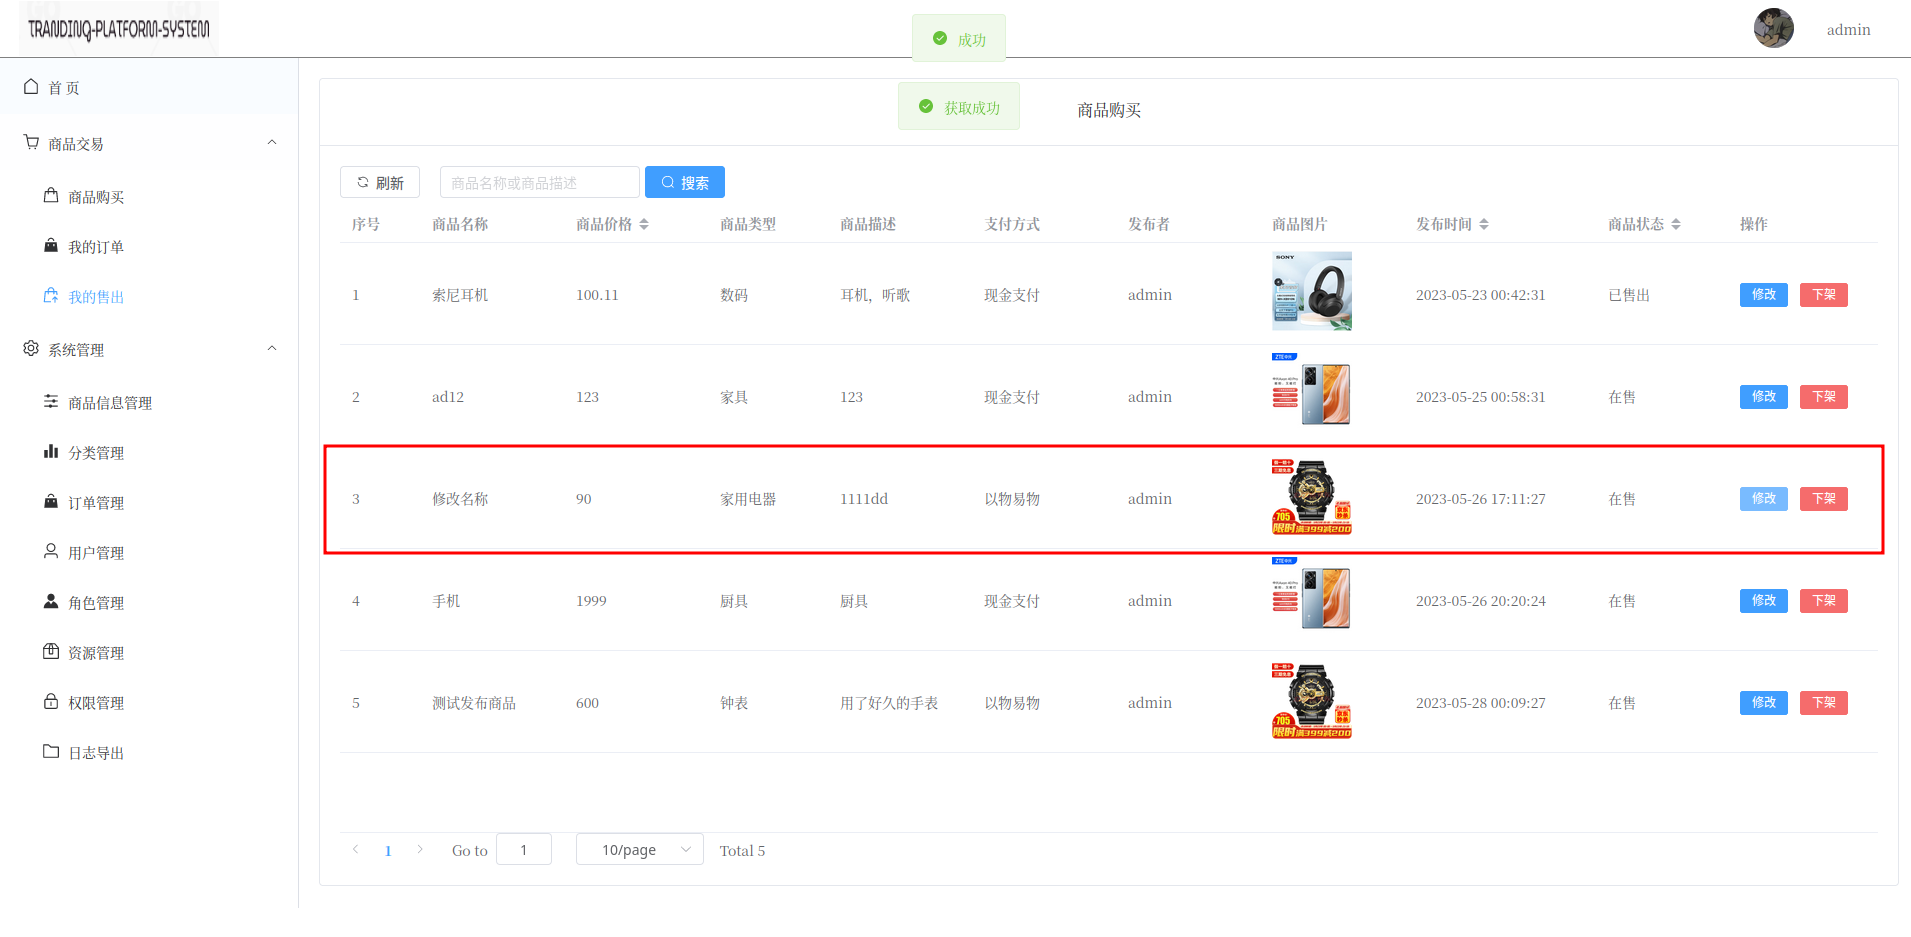 TRANDINQ-PLATFORM-SYSTEM
成功
admin
首 页
商品交易
商品购买
我的订单
我的售出
系统管理
商品信息管理
分类管理
订单管理
用户管理
角色管理
资源管理
权限管理
日志导出
获取成功
商品购买
刷新 商品名称或商品描述 搜索
序号 商品名称 商品价格 商品类型 商品描述 支付方式 发布者 商品图片 发布时间 商品状态 操作
SONY
1 索尼耳机 100.11 数码 耳机，听歌 现金支付 admin 2023-05-23 00:42:31 已售出 修改 下架
ZTE中兴
2 ad12 123 家具 123 现金支付 admin 2023-05-25 00:58:31 在售 修改 下架
3 修改名称 90 家用电器 1111dd 以物易物 admin 2023-05-26 17:11:27 在售 修改 下架
705 京东秒杀
限时满399减200
ZTE中兴
4 手机 1999 厨具 厨具 现金支付 admin 2023-05-26 20:20:24 在售 修改 下架
5 测试发布商品 600 钟表 用了好久的手表 以物易物 admin 2023-05-28 00:09:27 在售 修改 下架
705 京东秒杀
限时满399减200
1 Go to 1 10/page Total 5